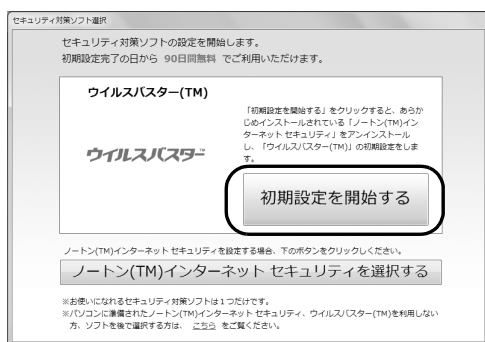 セキュリティ対策ソフト選択
セキュリティ対策ソフトの設定を開始します。
初期設定完了の日から 90日間無料 でご利用いただけます。
ウイルスバスター(TM)
「初期設定を開始する」をクリックすると、あらか
じめインストールされている「ノートン(TM)イン
ターネット セキュリティ」をアンインストール
し、「ウイルスバスター(TM)」の初期設定をしま
す。
ウイルスバスター™
初期設定を開始する
ノートン(TM)インターネット セキュリティを設定する場合、下のボタンをクリックしください。
ノートン(TM)インターネット セキュリティを選択する
※お使いになれるセキュリティ対策ソフトは１つだけです。
※パソコンに準備されたノートン(TM)インターネット セキュリティ、ウイルスバスター(TM)を利用しない
方、ソフトを後で選択する方は、 こちら をご覧ください。